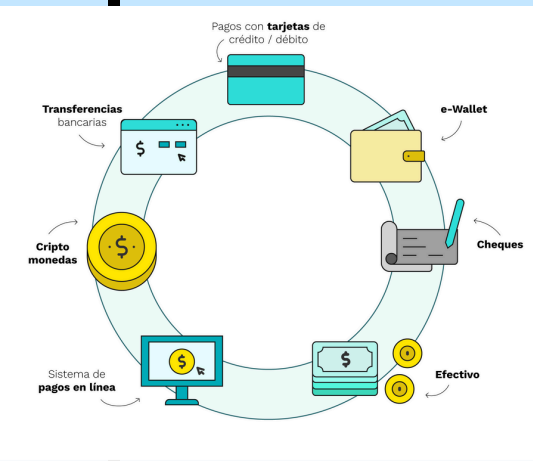 Pagos con tarjetas de
crédito / débito
Transferencias
bancarias
e-Wallet
Cripto
monedas
Cheques
Sistema de
pagos en línea
Efectivo